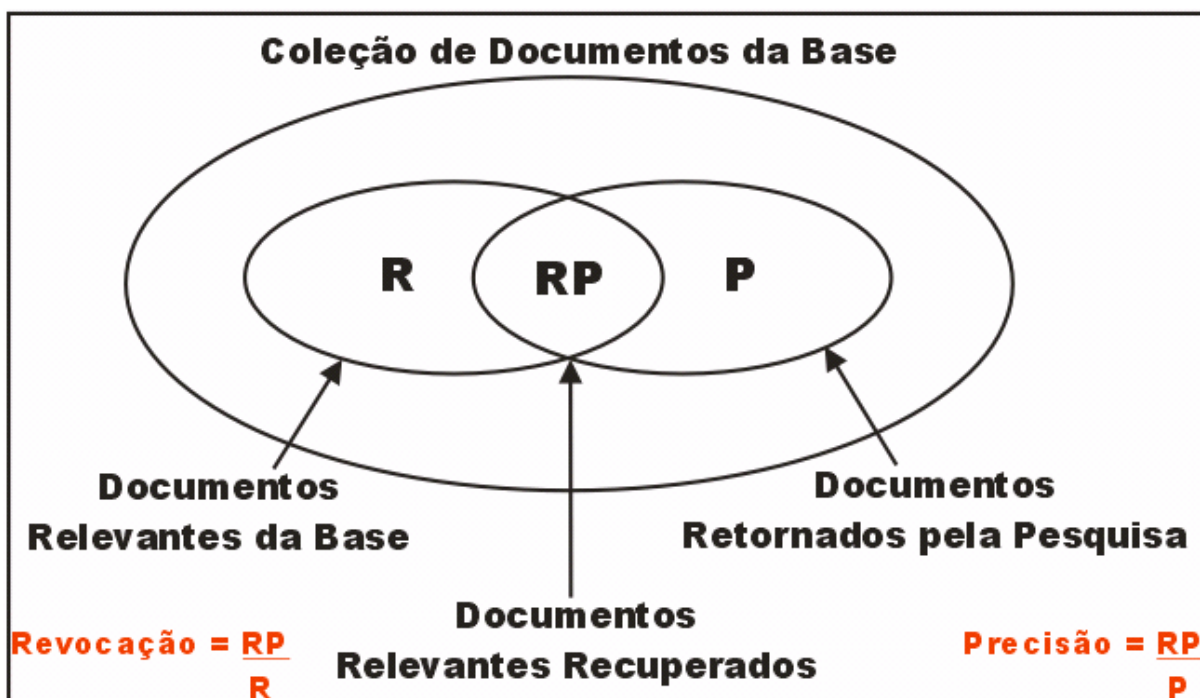 Coleção de Documentos da Base
R
RP
P
Documentos
Relevantes da Base
Documentos
Retornados pela Pesquisa
Documentos
Relevantes Recuperados
Revocação = RP
R
Precisão = RP
P